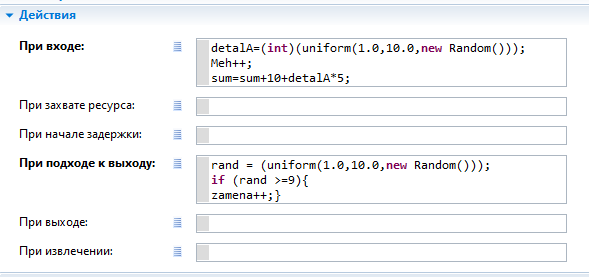 Действия
При входе:
detalA=(int)(uniform(1.0,10.0,new Random()));
Meh++;
sum=sum+10+detalA*5;
При захвате ресурса:
При начале задержки:
При подходе к выходу:
rand = (uniform(1.0,10.0,new Random()));
if (rand >=9){
zamena++;}
При выходе:
При извлечении: